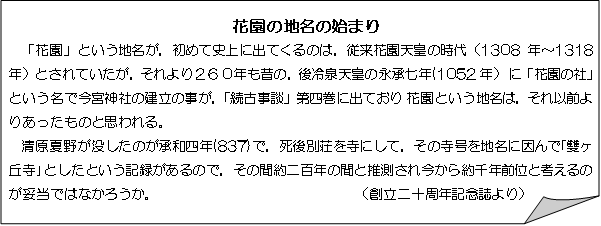 花園の地名の始まり
「花園」という地名が，初めて史上に出てくるのは，従来花園天皇の時代（1308 年～1318
年）とされていたが，それより２６０年も昔の，後冷泉天皇の永承七年(1052 年）に「花園の社」
という名で今宮神社の建立の事が，「続古事談」第四巻に出ており 花園という地名は，それ以前よ
りあったものと思われる。
清原夏野が没したのが承和四年(837)で，死後別荘を寺にして，その寺号を地名に因んで「雙ヶ
丘寺」としたという記録があるので，その間約二百年の間と推測され今から約千年前位と考えるの
が妥当ではなかろうか。　（創立二十周年記念誌より）